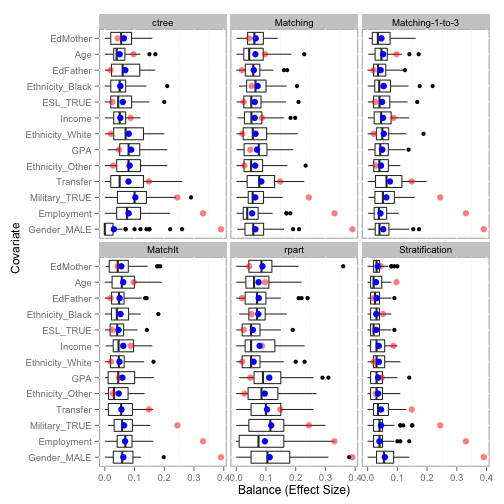 ctree Matching Matching-1-to-3
EdMother
Age
EdFather
Ethnicity_Black
ESL_TRUE
Income
Ethnicity_White
GPA
Ethnicity_Other
Transfer
Military_TRUE
Employment
Gender_MALE
Covariate
MatchIt rpart Stratification
EdMother
Age
EdFather
Ethnicity_Black
ESL_TRUE
Income
Ethnicity_White
GPA
Ethnicity_Other
Transfer
Military_TRUE
Employment
Gender_MALE
0.0 0.1 0.2 0.3 0.4 0.0 0.1 0.2 0.3 0.4 0.0 0.1 0.2 0.3 0.4
Balance (Effect Size)